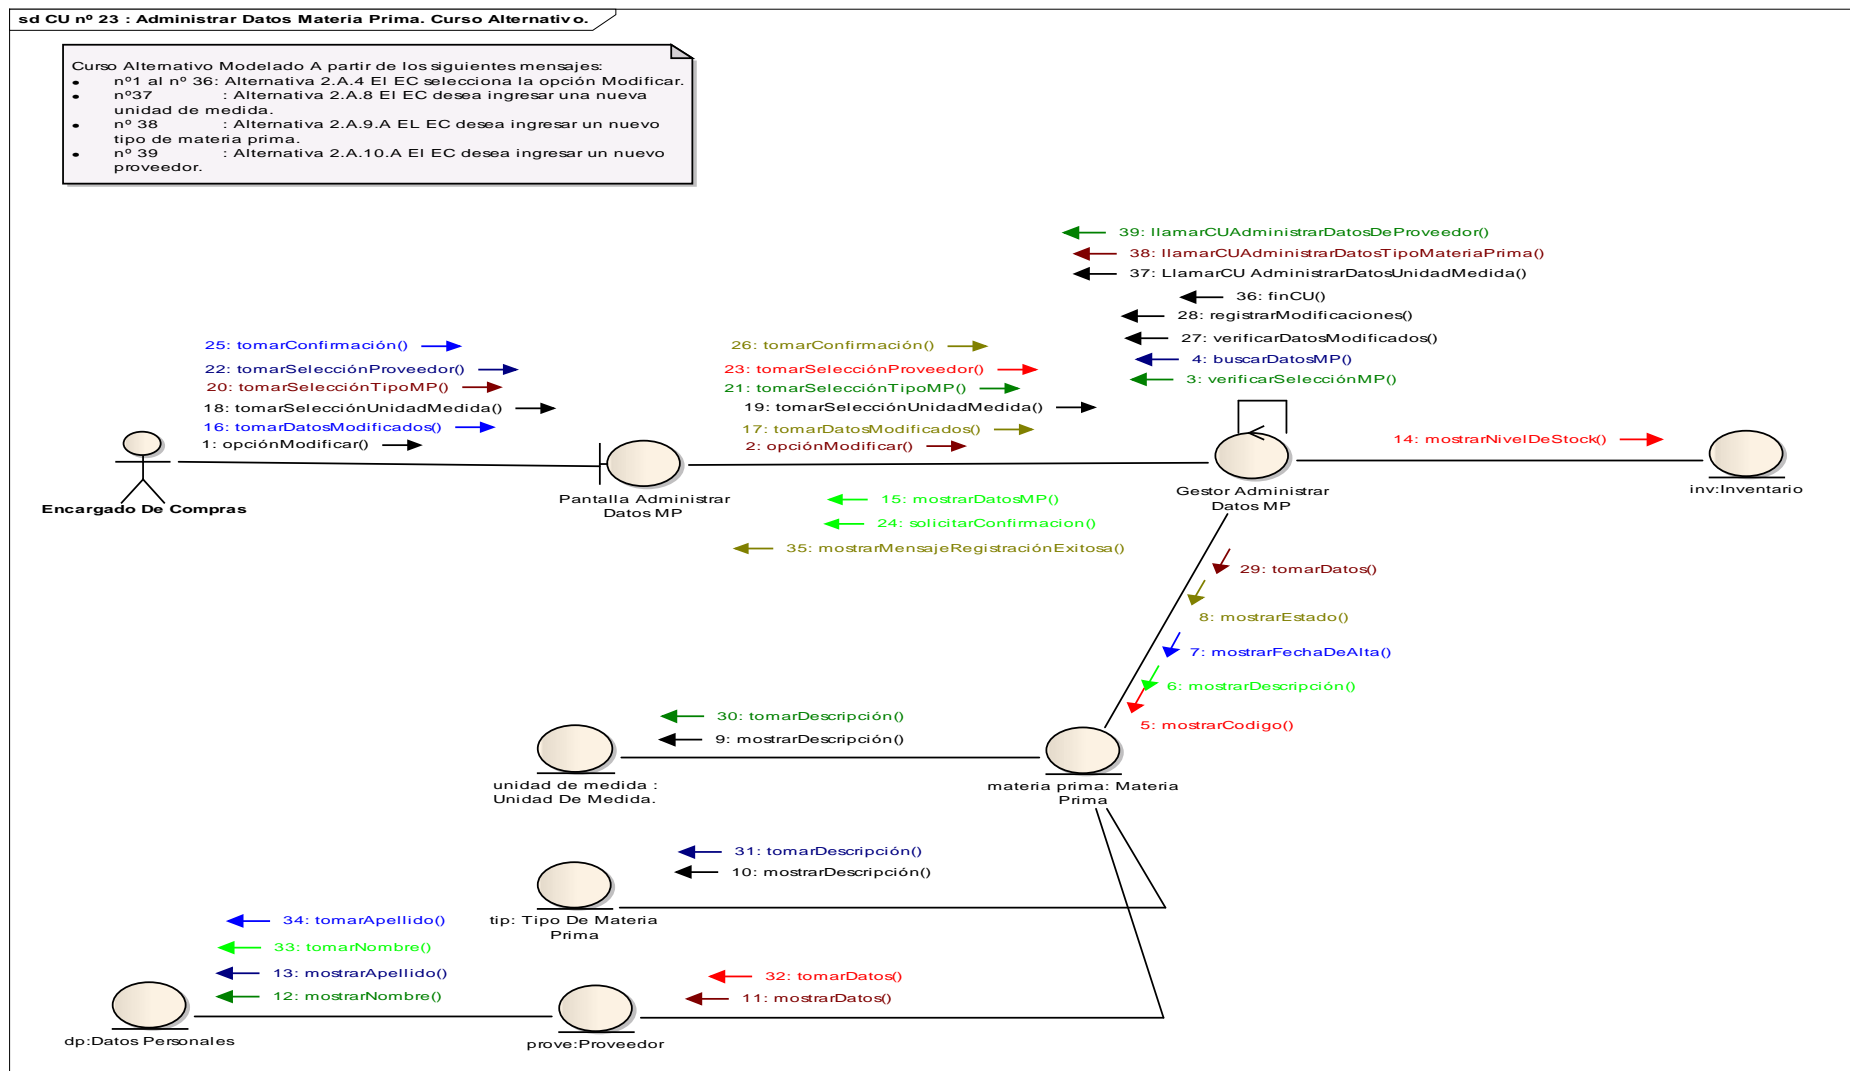 sd CU nº 23 : Administrar Datos Materia Prima. Curso Alternativo.
Curso Alternativo Modelado A partir de los siguientes mensajes:
• nº1 al nº 36: Alternativa 2.A.4 El EC selecciona la opción Modificar.
• nº37 : Alternativa 2.A.8 El EC desea ingresar una nueva
unidad de medida.
• nº 38 : Alternativa 2.A.9.A EL EC desea ingresar un nuevo
tipo de materia prima.
• nº 39 : Alternativa 2.A.10.A El EC desea ingresar un nuevo
proveedor.
39: llamarCUAdministrarDatosDeProveedor()
38: llamarCUAdministrarDatosTipoMateriaPrima()
37: LlamarCU AdministrarDatosUnidadMedida()
36: finCU()
28: registrarModificaciones()
27: verificarDatosModificados()
4: buscarDatosMP()
3: verificarSelecciónMP()
25: tomarConfirmación()
22: tomarSelecciónProveedor()
20: tomarSelecciónTipoMP()
18: tomarSelecciónUnidadMedida()
16: tomarDatosModificados()
1: opciónModificar()
26: tomarConfirmación()
23: tomarSelecciónProveedor()
21: tomarSelecciónTipoMP()
19: tomarSelecciónUnidadMedida()
17: tomarDatosModificados()
2: opciónModificar()
14: mostrarNivelDeStock()
Encargado De Compras
Pantalla Administrar
Datos MP
Gestor Administrar
Datos MP
inv:Inventario
15: mostrarDatosMP()
24: solicitarConfirmacion()
35: mostrarMensajeRegistraciónExitosa()
29: tomarDatos()
8: mostrarEstado()
7: mostrarFechaDeAlta()
6: mostrarDescripción()
5: mostrarCodigo()
30: tomarDescripción()
9: mostrarDescripción()
unidad de medida :
Unidad De Medida.
materia prima: Materia
Prima
31: tomarDescripción()
10: mostrarDescripción()
tip: Tipo De Materia
Prima
34: tomarApellido()
33: tomarNombre()
13: mostrarApellido()
12: mostrarNombre()
32: tomarDatos()
11: mostrarDatos()
dp:Datos Personales
prove:Proveedor